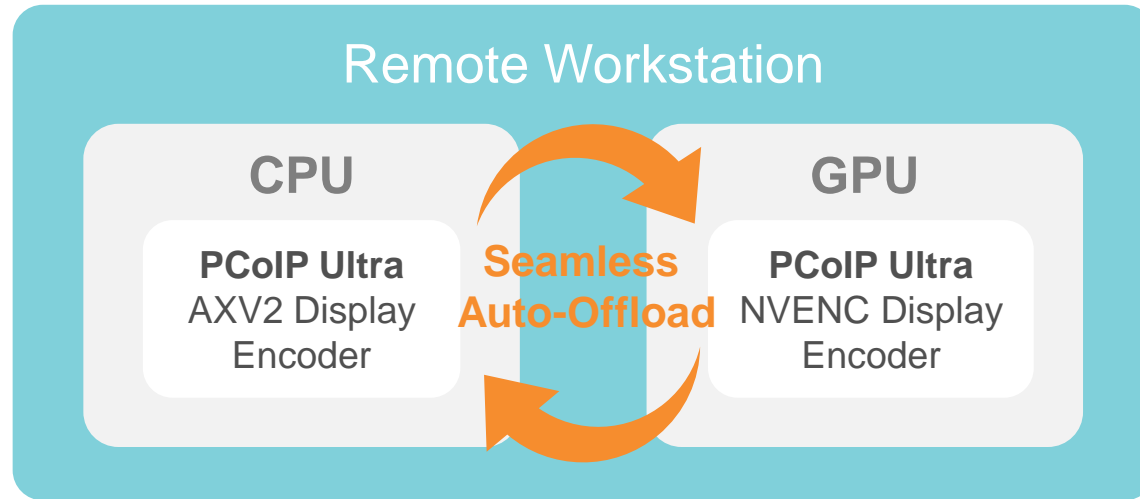 Remote Workstation
CPU
PCoIP Ultra
AXV2 Display
Encoder
Seamless
Auto-Offload
GPU
PCoIP Ultra
NVENC Display
Encoder